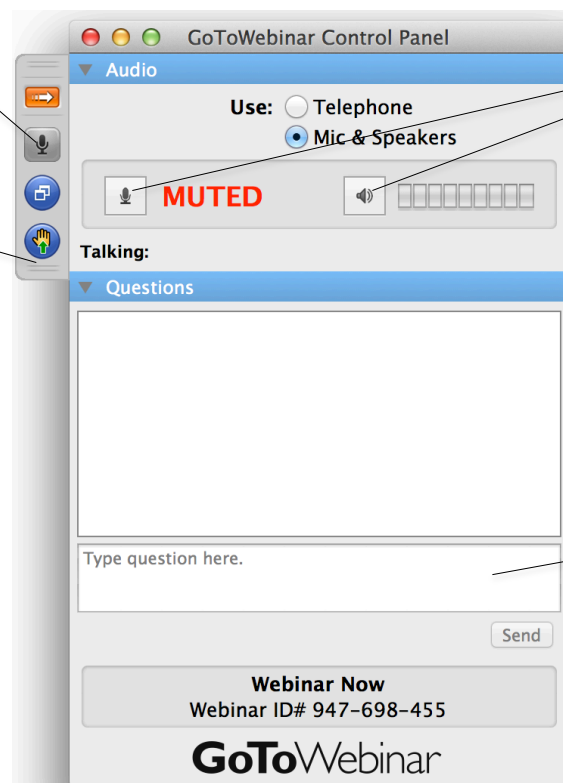 GoToWebinar Control Panel
Audio
Use: Telephone
Mic & Speakers
MUTED
Talking:
Questions
Type question here.
Send
Webinar Now
Webinar ID# 947-698-455
GoToWebinar